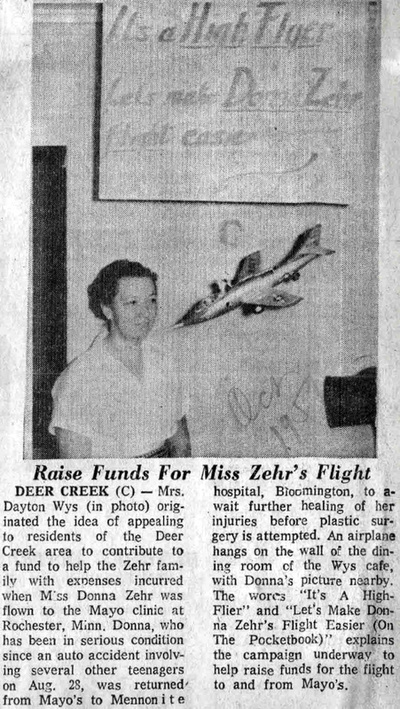 It's a High Flyer
Let's make Donna Zehr
flight easier
Oct
195
Raise Funds For Miss Zehr's Flight
DEER CREEK (C) — Mrs.
Dayton Wys (in photo) orig-
inated the idea of appealing
to residents of the Deer
Creek area to contribute to
a fund to help the Zehr fam-
ily with expenses incurred
when Miss Donna Zehr was
flown to the Mayo clinic at
Rochester, Minn. Donna, who
has been in serious condition
since an auto accident involv-
ing several other teenagers
on Aug. 28, was returned
from Mayo's to Mennonite
hospital, Bloomington, to a-
wait further healing of her
injuries before plastic sur-
gery is attempted. An airplane
hangs on the wall of the din-
ing room of the Wys cafe,
with Donna's picture nearby.
The words "It's A High-
Flier" and "Let's Make Don-
na Zehr's Flight Easier (On
The Pocketbook)" explains
the campaign underway to
help raise funds for the flight
to and from Mayo's.